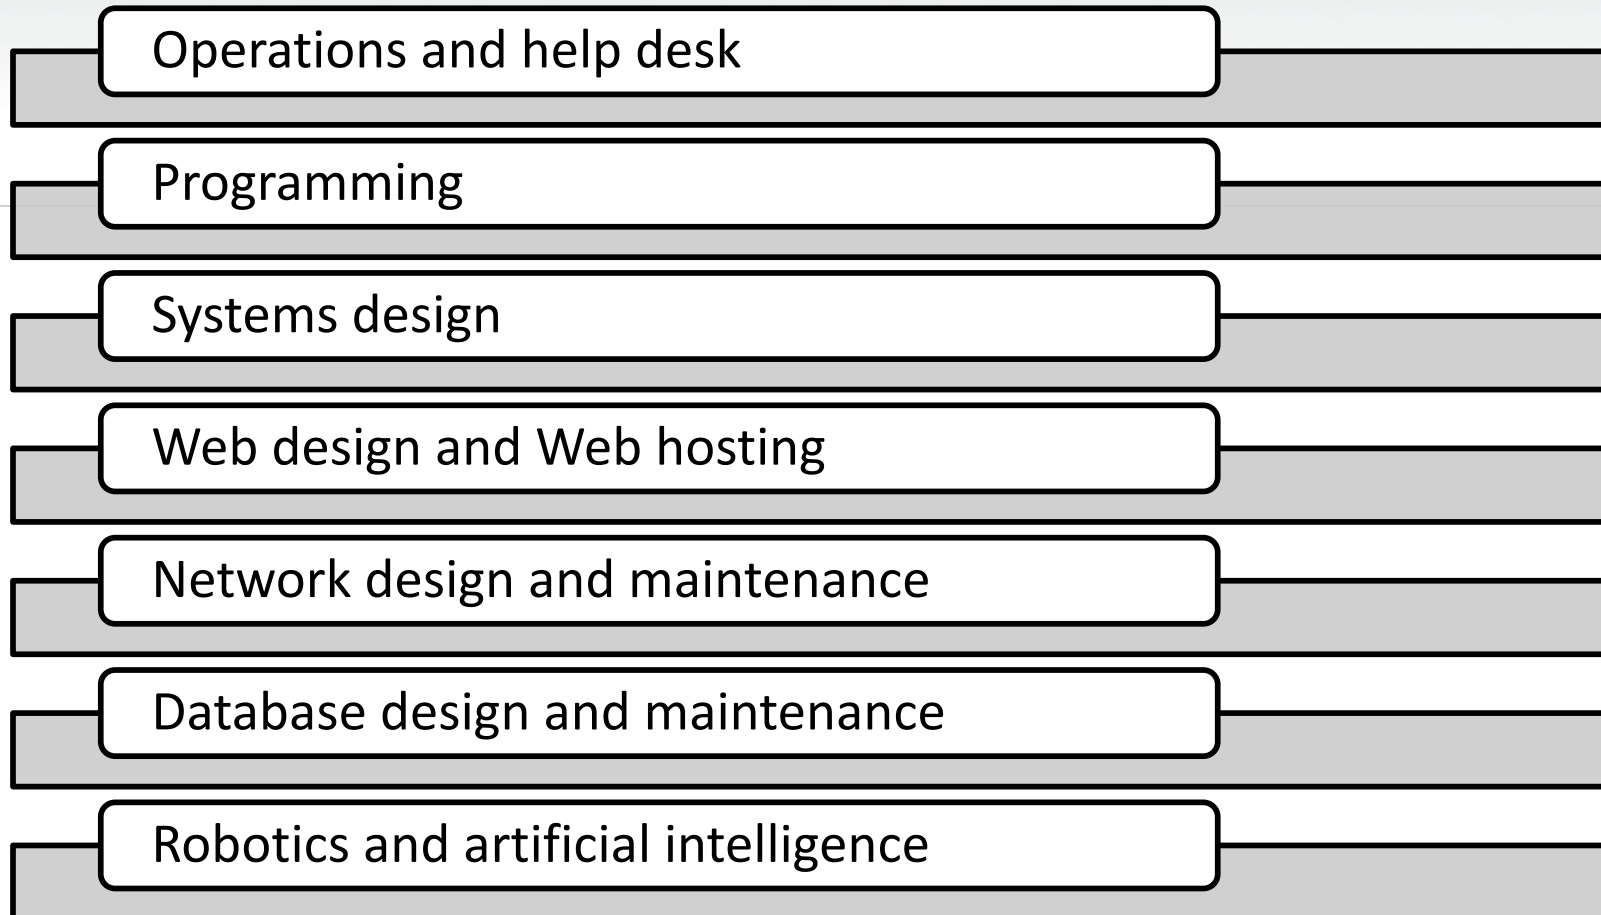 Operations and help desk
Programming
Systems design
Web design and Web hosting
Network design and maintenance
Database design and maintenance
Robotics and artificial intelligence